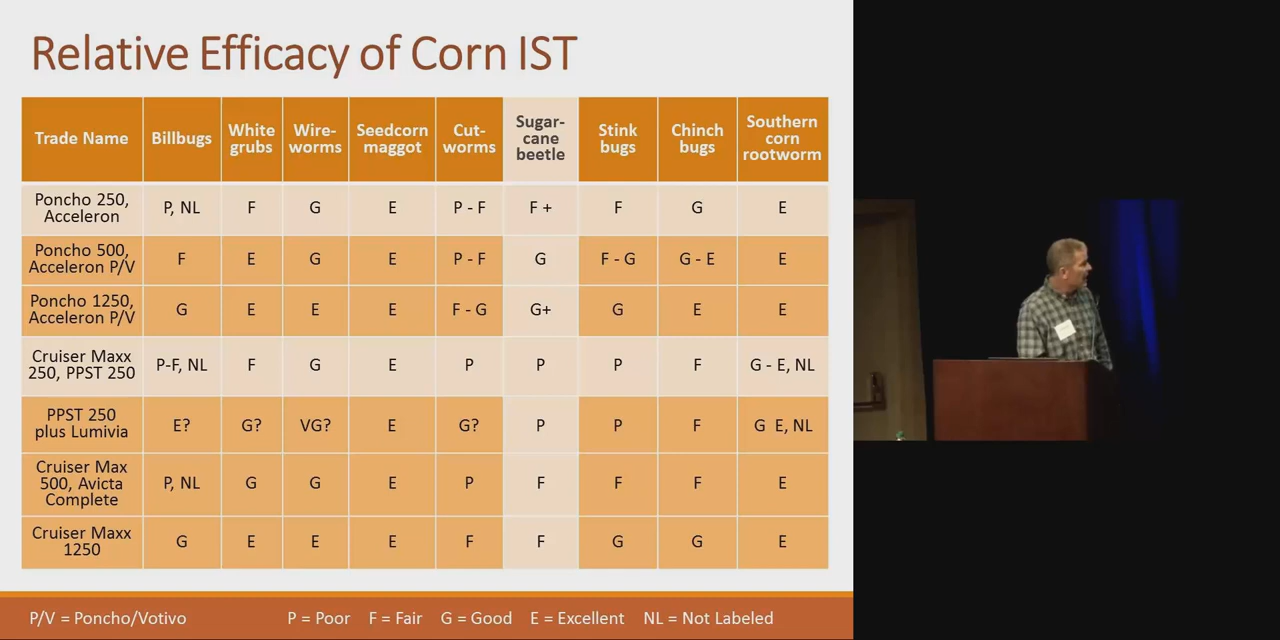 Relative Efficacy of Corn IST
Trade Name Billbugs White grubs Wire-worms Seedcorn maggot Cut-worms Sugar-cane beetle Stink bugs Chinch bugs Southern corn rootworm
Poncho 250, Acceleron P, NL F G E P - F F + F G E
Poncho 500, Acceleron P/V F E G E P - F G F - G G - E E
Poncho 1250, Acceleron P/V G E E E F - G G+ G E E
Cruiser Maxx 250, PPST 250 P-F, NL F G E P P P F G - E, NL
PPST 250 plus Lumivia E? G? VG? E G? P P F G E, NL
Cruiser Max 500, Avicta Complete P, NL G G E P F F F E
Cruiser Maxx 1250 G E E E F F G G E
P/V = Poncho/Votivo P = Poor F = Fair G = Good E = Excellent NL = Not Labeled